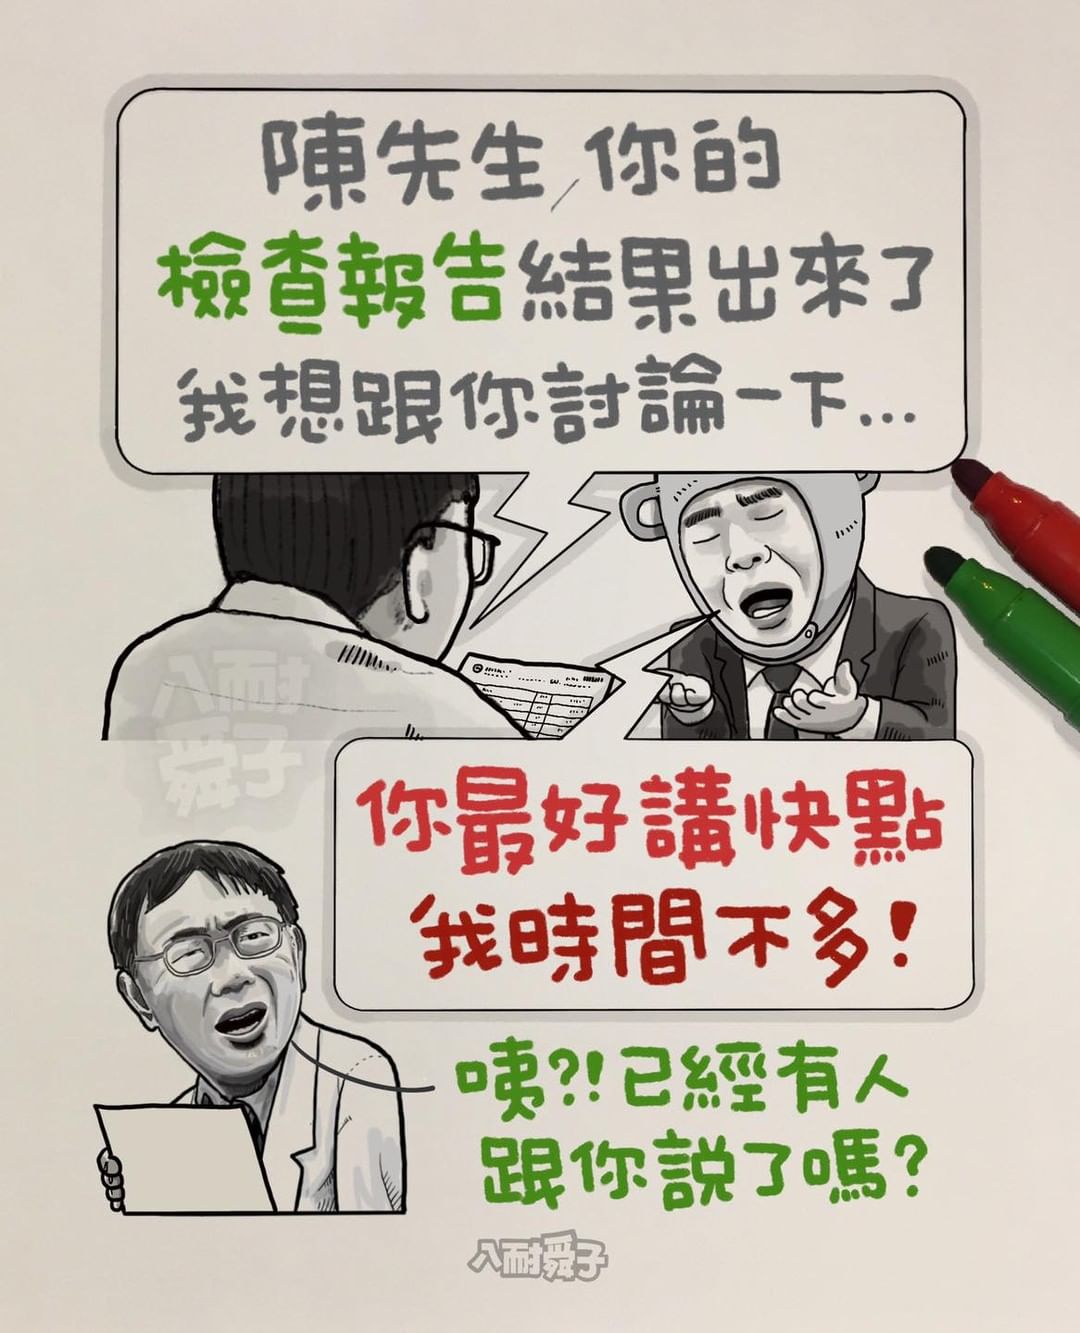 陳先生,你的
檢查報告結果出來了
我想跟你討論一下...
八耐
舜子
你最好講快點
我時間不多!
咦?!已經有人
跟你說了嗎?
八耐舜子